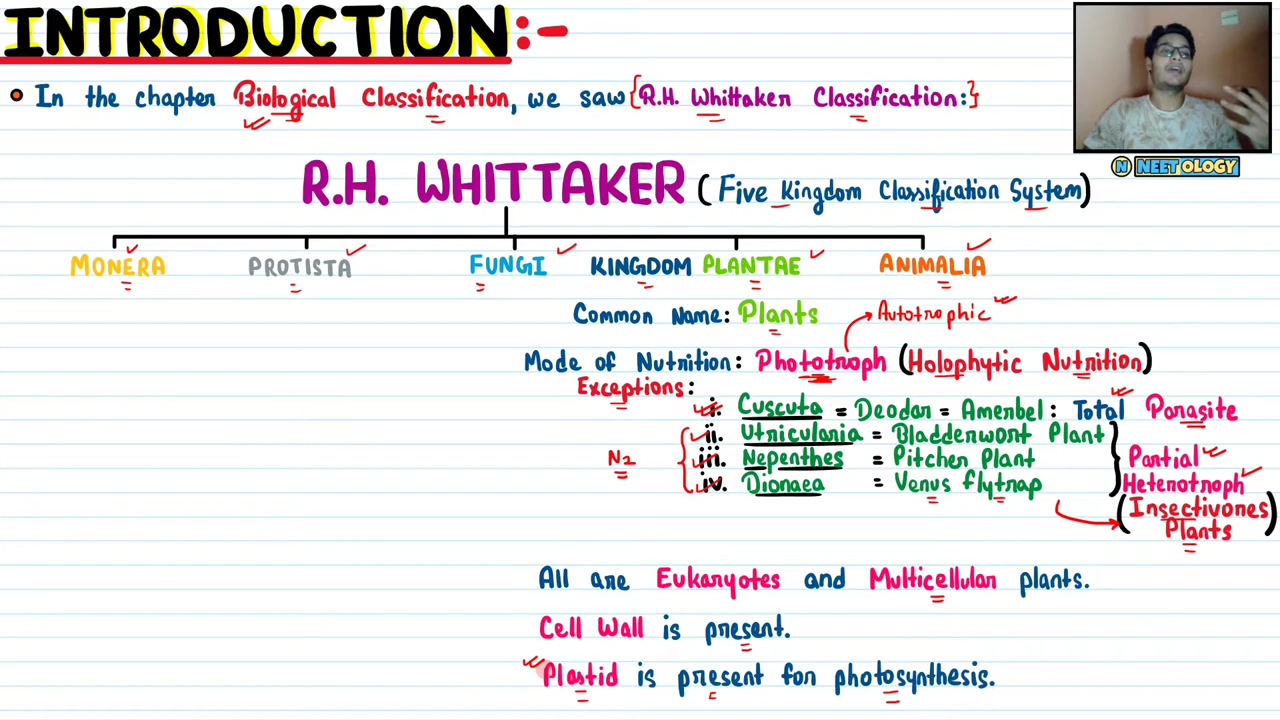 INTRODUCTION:-
• In the chapter Biological Classification, we saw {R.H. Whittaker Classification:}
N NEETOLOGY
R.H. WHITTAKER (Five Kingdom Classification System)
MONERA PROTISTA FUNGI KINGDOM PLANTAE ANIMALIA
Common Name: Plants
Autotrophic
Mode of Nutrition: Phototroph (Holophytic Nutrition)
Exceptions:
i. Cuscuta = Deodar = Amerbel: Total Parasite
ii. Utricularia = Bladderwort Plant
iii. Nepenthes = Pitcher Plant
iv. Dionaea = Venus flytrap
N2
Partial
Heterotroph
(Insectivores
Plants)
All are Eukaryotes and Multicellular plants.
Cell Wall is present.
Plastid is present for photosynthesis.